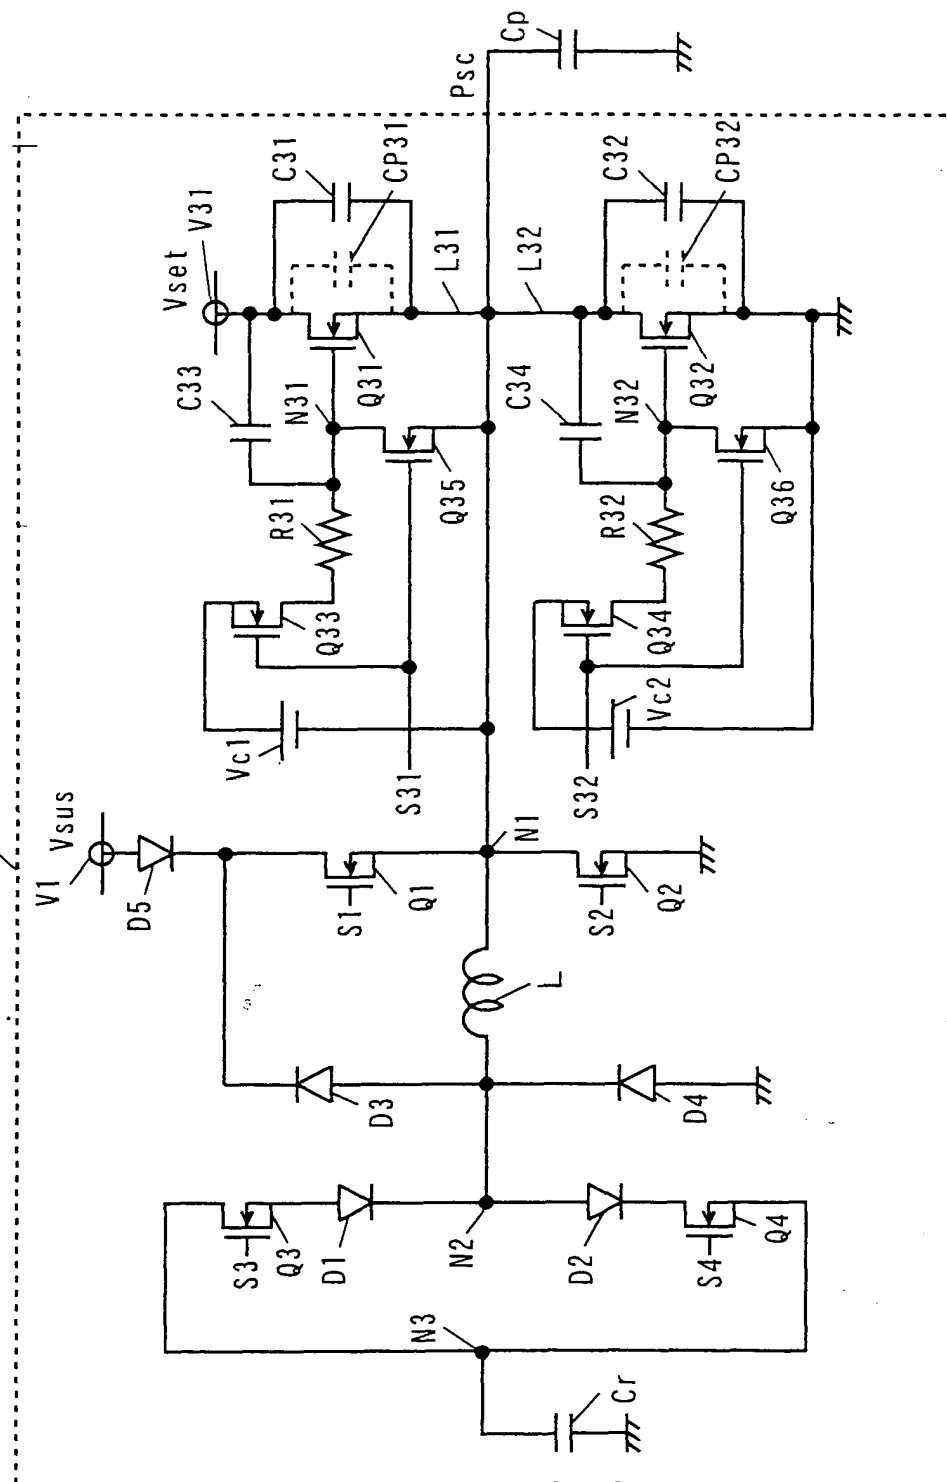 Cp
Psc
C31
CP31
C32
CP32
V31
Vset
L31
L32
C33
N31
Q31
C34
N32
Q32
R31
Q35
R32
Q36
Q33
Q34
Vc1
S31
Vc2
S32
Vsus
V1
N1
D5
S1
Q1
S2
Q2
L
D3
D4
S3
Q3
D1
N2
D2
S4
Q4
N3
Cr